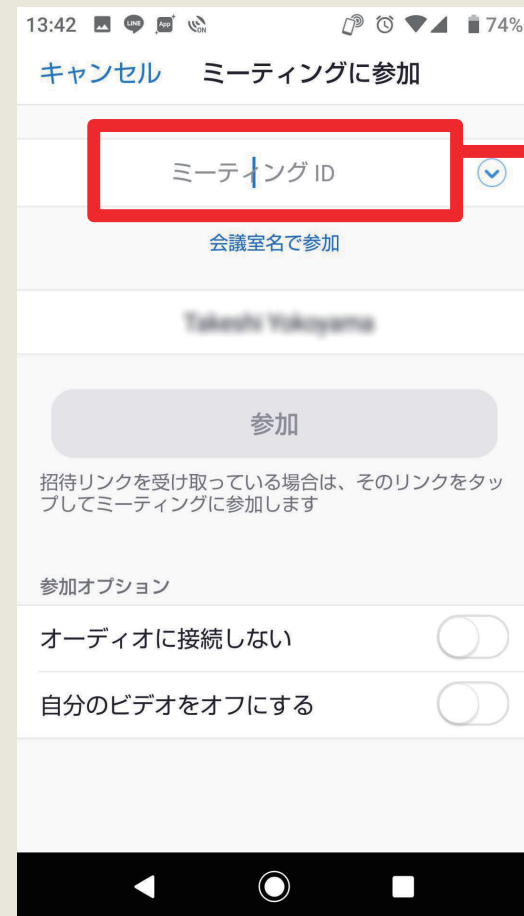 13:42 LINE App ON 74%
キャンセル ミーティングに参加
ミーティング ID
会議室名で参加
参加
招待リンクを受け取っている場合は、そのリンクをタッ
プしてミーティングに参加します
参加オプション
オーディオに接続しない
自分のビデオをオフにする